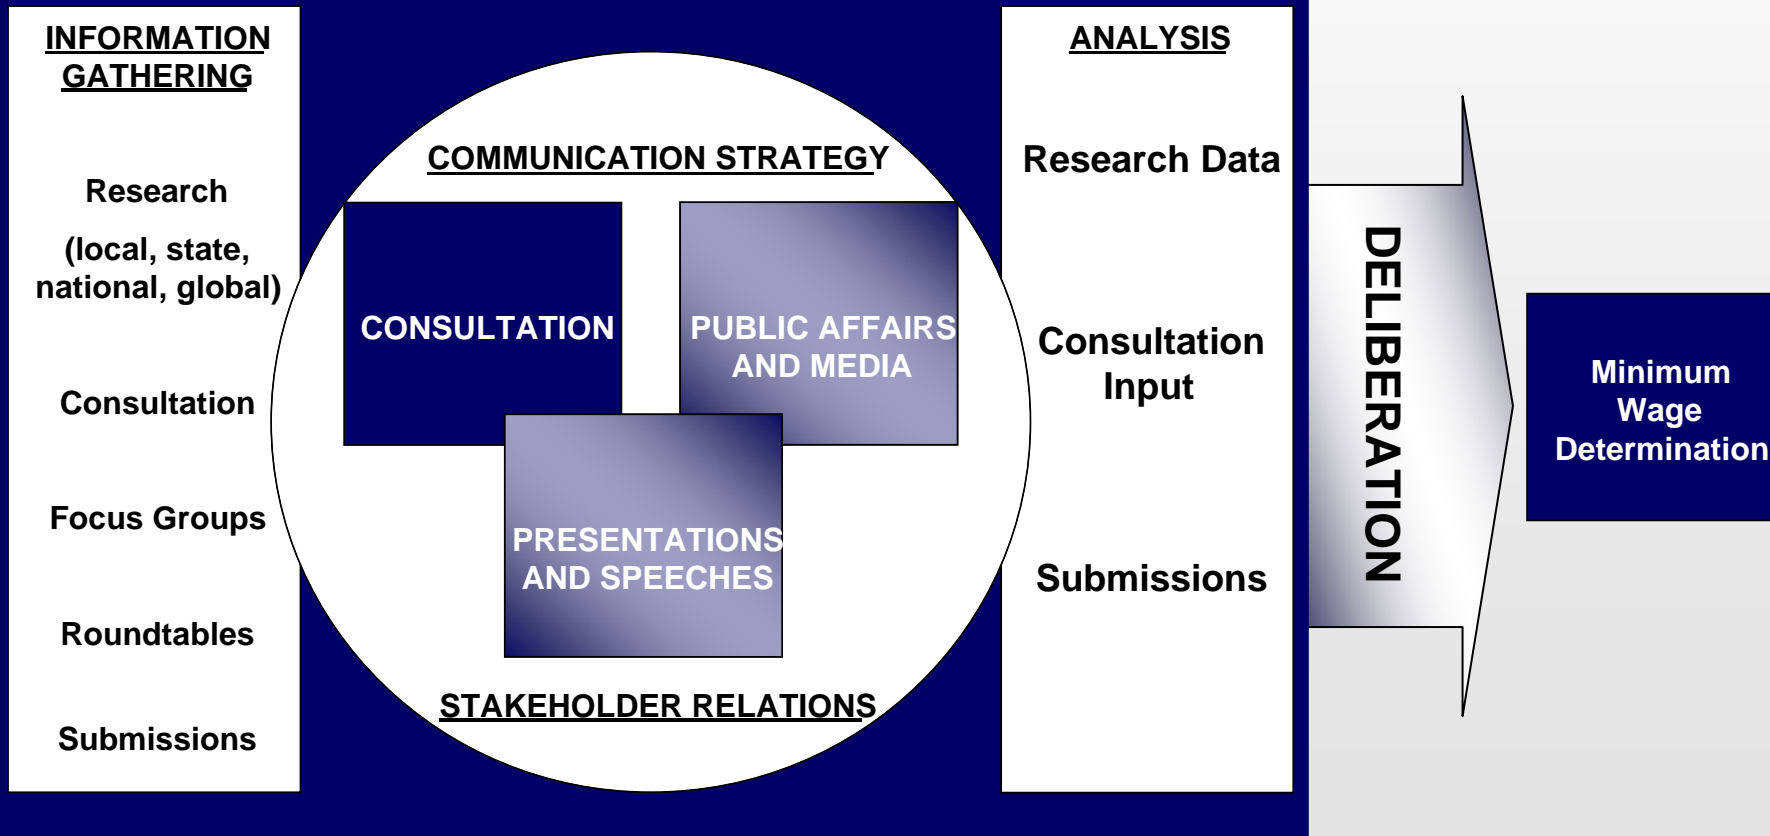 INFORMATION
GATHERING
Research
(local, state,
national, global)
Consultation
Focus Groups
Roundtables
Submissions
COMMUNICATION STRATEGY
CONSULTATION
PUBLIC AFFAIRS
AND MEDIA
PRESENTATIONS
AND SPEECHES
STAKEHOLDER RELATIONS
ANALYSIS
Research Data
Consultation
Input
Submissions
DELIBERATION
Minimum
Wage
Determination